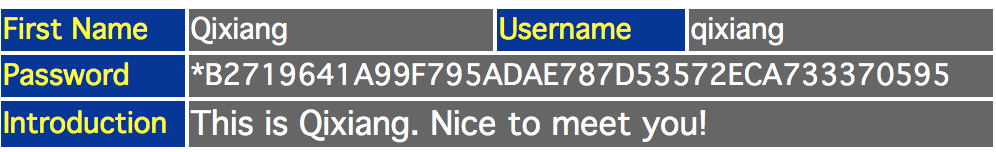 First Name Qixiang Username qixiang
Password *B2719641A99F795ADAE787D53572ECA733370595
Introduction This is Qixiang. Nice to meet you!